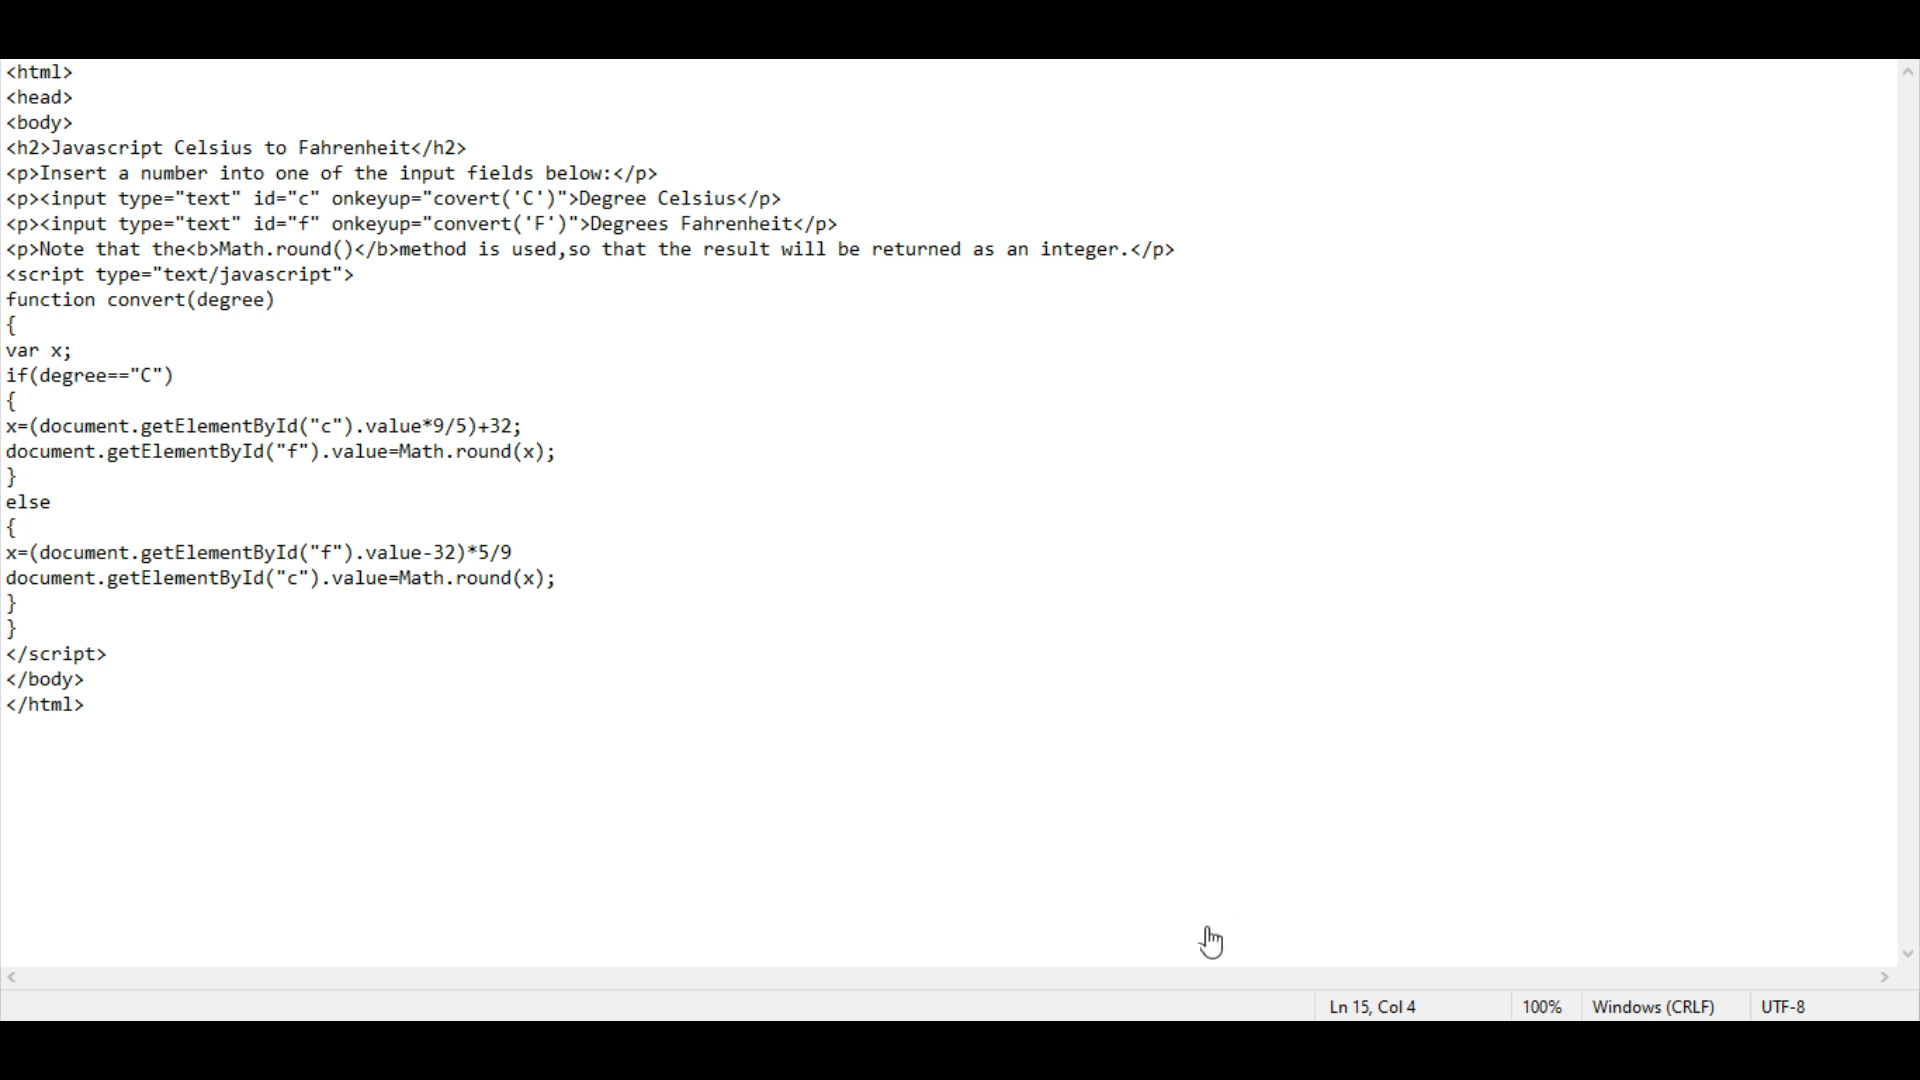 <html>
<head>
<body>
<h2>Javascript Celsius to Fahrenheit</h2>
<p>Insert a number into one of the input fields below:</p>
<p><input type="text" id="c" onkeyup="covert('C')">Degree Celsius</p>
<p><input type="text" id="f" onkeyup="convert('F')">Degrees Fahrenheit</p>
<p>Note that the<b>Math.round()</b>method is used,so that the result will be returned as an integer.</p>
<script type="text/javascript">
function convert(degree)
{
var x;
if(degree=="C")
{
x=(document.getElementById("c").value*9/5)+32;
document.getElementById("f").value=Math.round(x);
}
else
{
x=(document.getElementById("f").value-32)*5/9
document.getElementById("c").value=Math.round(x);
}
}
</script>
</body>
</html>
Ln 15, Col 4 100% Windows (CRLF) UTF-8